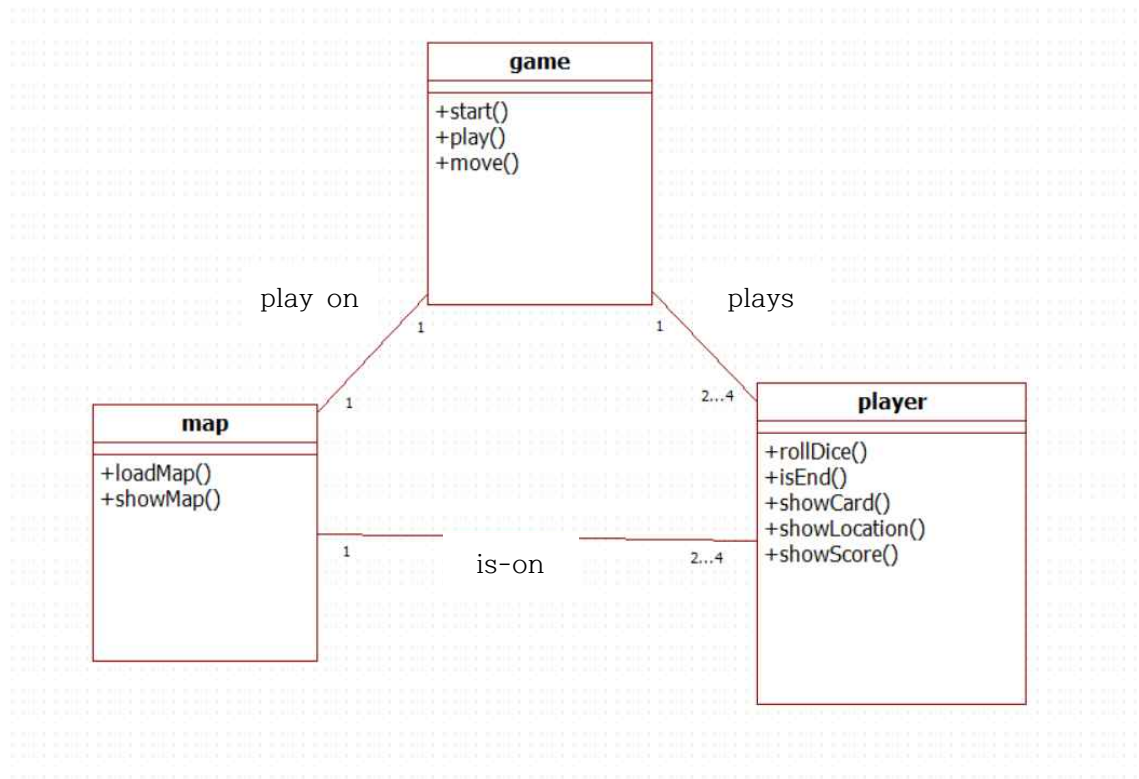 game
+start()
+play()
+move()
play on
plays
1
1
1
2...4
map
+loadMap()
+showMap()
player
+rollDice()
+isEnd()
+showCard()
+showLocation()
+showScore()
1
is-on
2...4